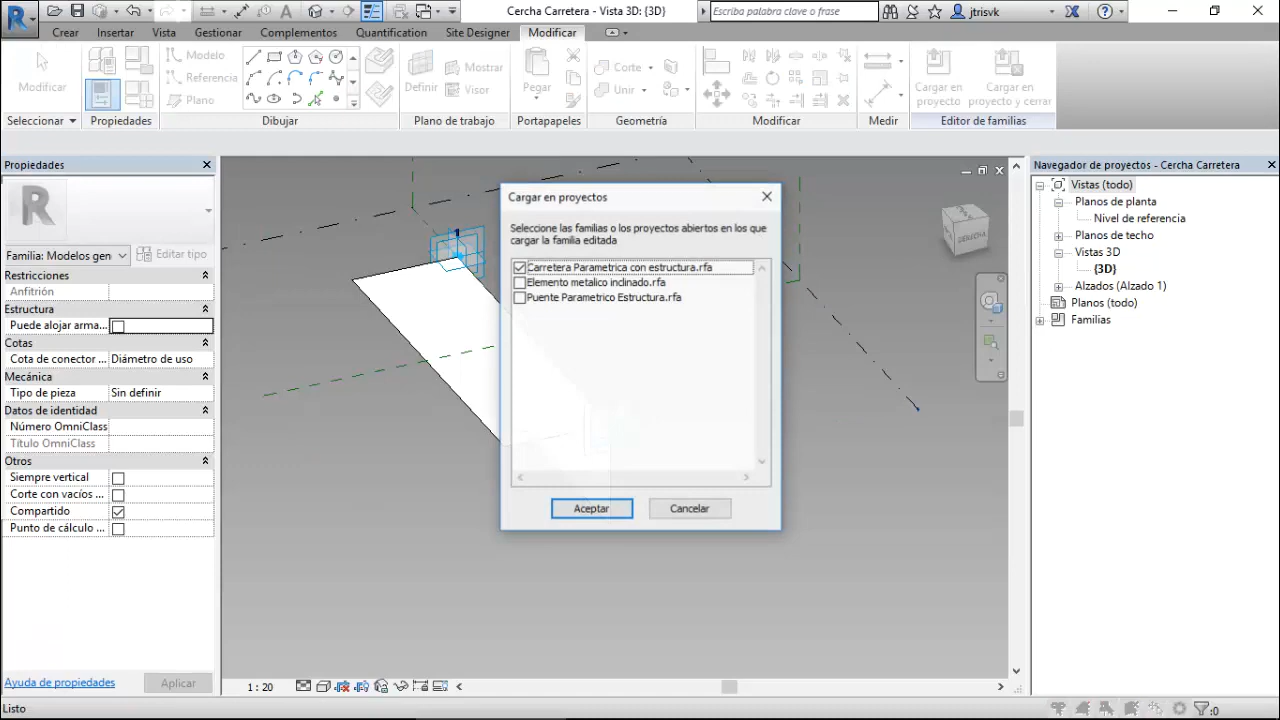 Cercha Carretera - Vista 3D: {3D}
Escriba palabra clave o frase
jtrisvk
Crear Insertar Vista Gestionar Complementos Quantification Site Designer Modificar
Modificar
Modelo
Referencia
Plano
Definir
Mostrar
Visor
Pegar
Corte
Unir
Cargar en proyecto
Cargar en proyecto y cerrar
Seleccionar Propiedades Dibujar Plano de trabajo Portapapeles Geometría Modificar Medir Editor de familias
Propiedades
Familia: Modelos gen
Editar tipo
Restricciones
Anfitrión
Estructura
Puede alojar arma...
Cotas
Cota de conector ... Diámetro de uso
Mecánica
Tipo de pieza Sin definir
Datos de identidad
Número OmniClass
Título OmniClass
Otros
Siempre vertical
Corte con vacíos ...
Compartido
Punto de cálculo ...
Ayuda de propiedades
Aplicar
Listo
Cargar en proyectos
Seleccione las familias o los proyectos abiertos en los que
cargar la familia editada
Carretera Parametrica con estructura.rfa
Elemento metalico indinado.rfa
Puente Parametrico Estructura.rfa
Aceptar Cancelar
DERECHA
1 : 20
Navegador de proyectos - Cercha Carretera
Vistas (todo)
Planos de planta
Nivel de referencia
Planos de techo
Vistas 3D
{3D}
Alzados (Alzado 1)
Planos (todo)
Familias
:0